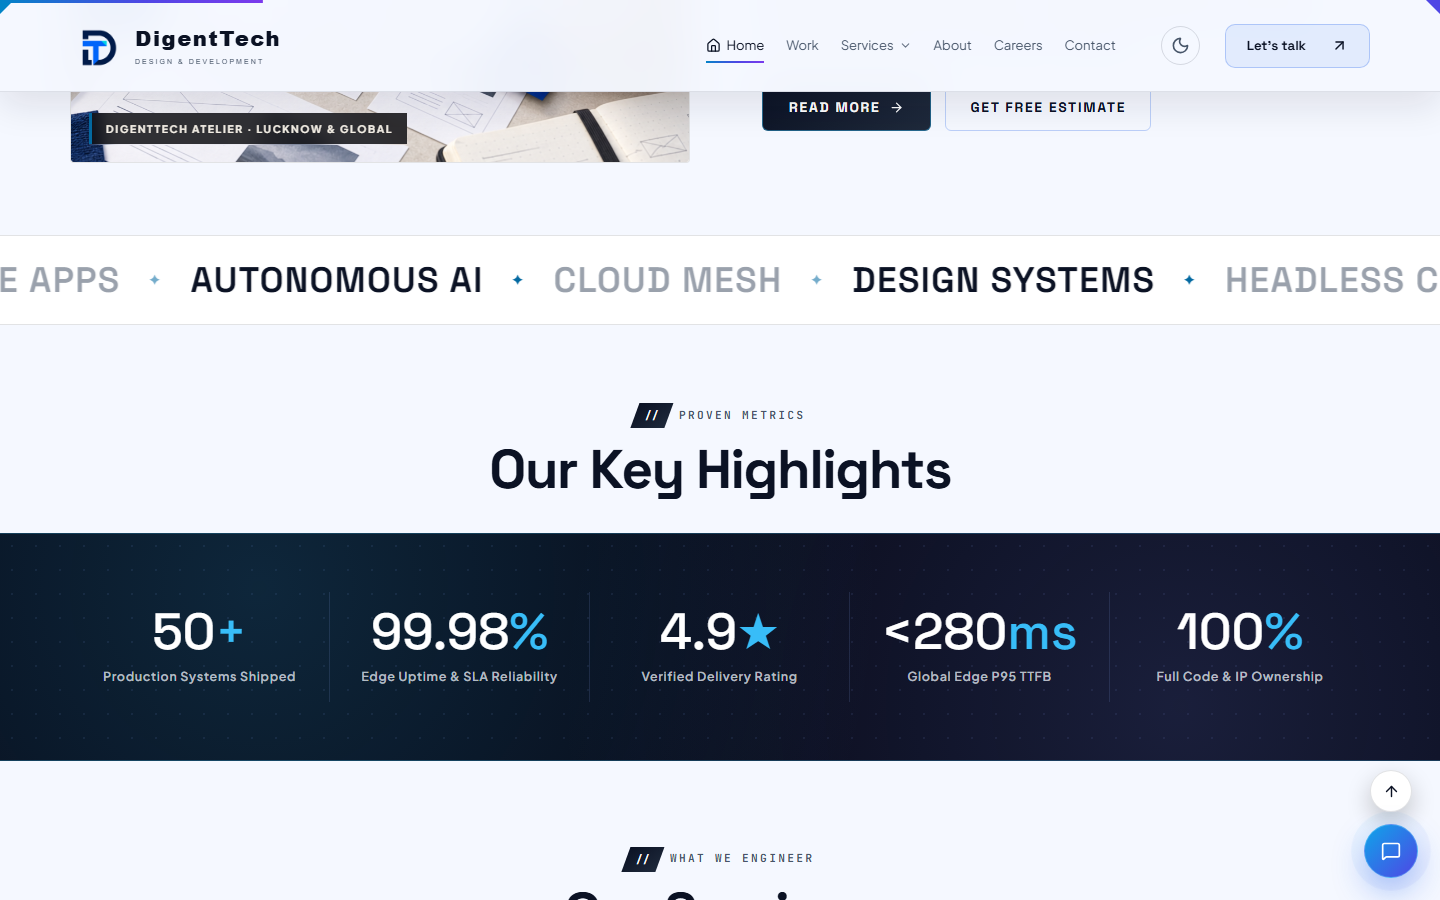 DigentTech
DESIGN & DEVELOPMENT
Home Work Services About Careers Contact Let's talk
DIGENTTECH ATELIER · LUCKNOW & GLOBAL
READ MORE → GET FREE ESTIMATE
E APPS ✦ AUTONOMOUS AI ✦ CLOUD MESH ✦ DESIGN SYSTEMS ✦ HEADLESS C
// PROVEN METRICS
Our Key Highlights
50+ 99.98% 4.9★ <280ms 100%
Production Systems Shipped Edge Uptime & SLA Reliability Verified Delivery Rating Global Edge P95 TTFB Full Code & IP Ownership
// WHAT WE ENGINEER